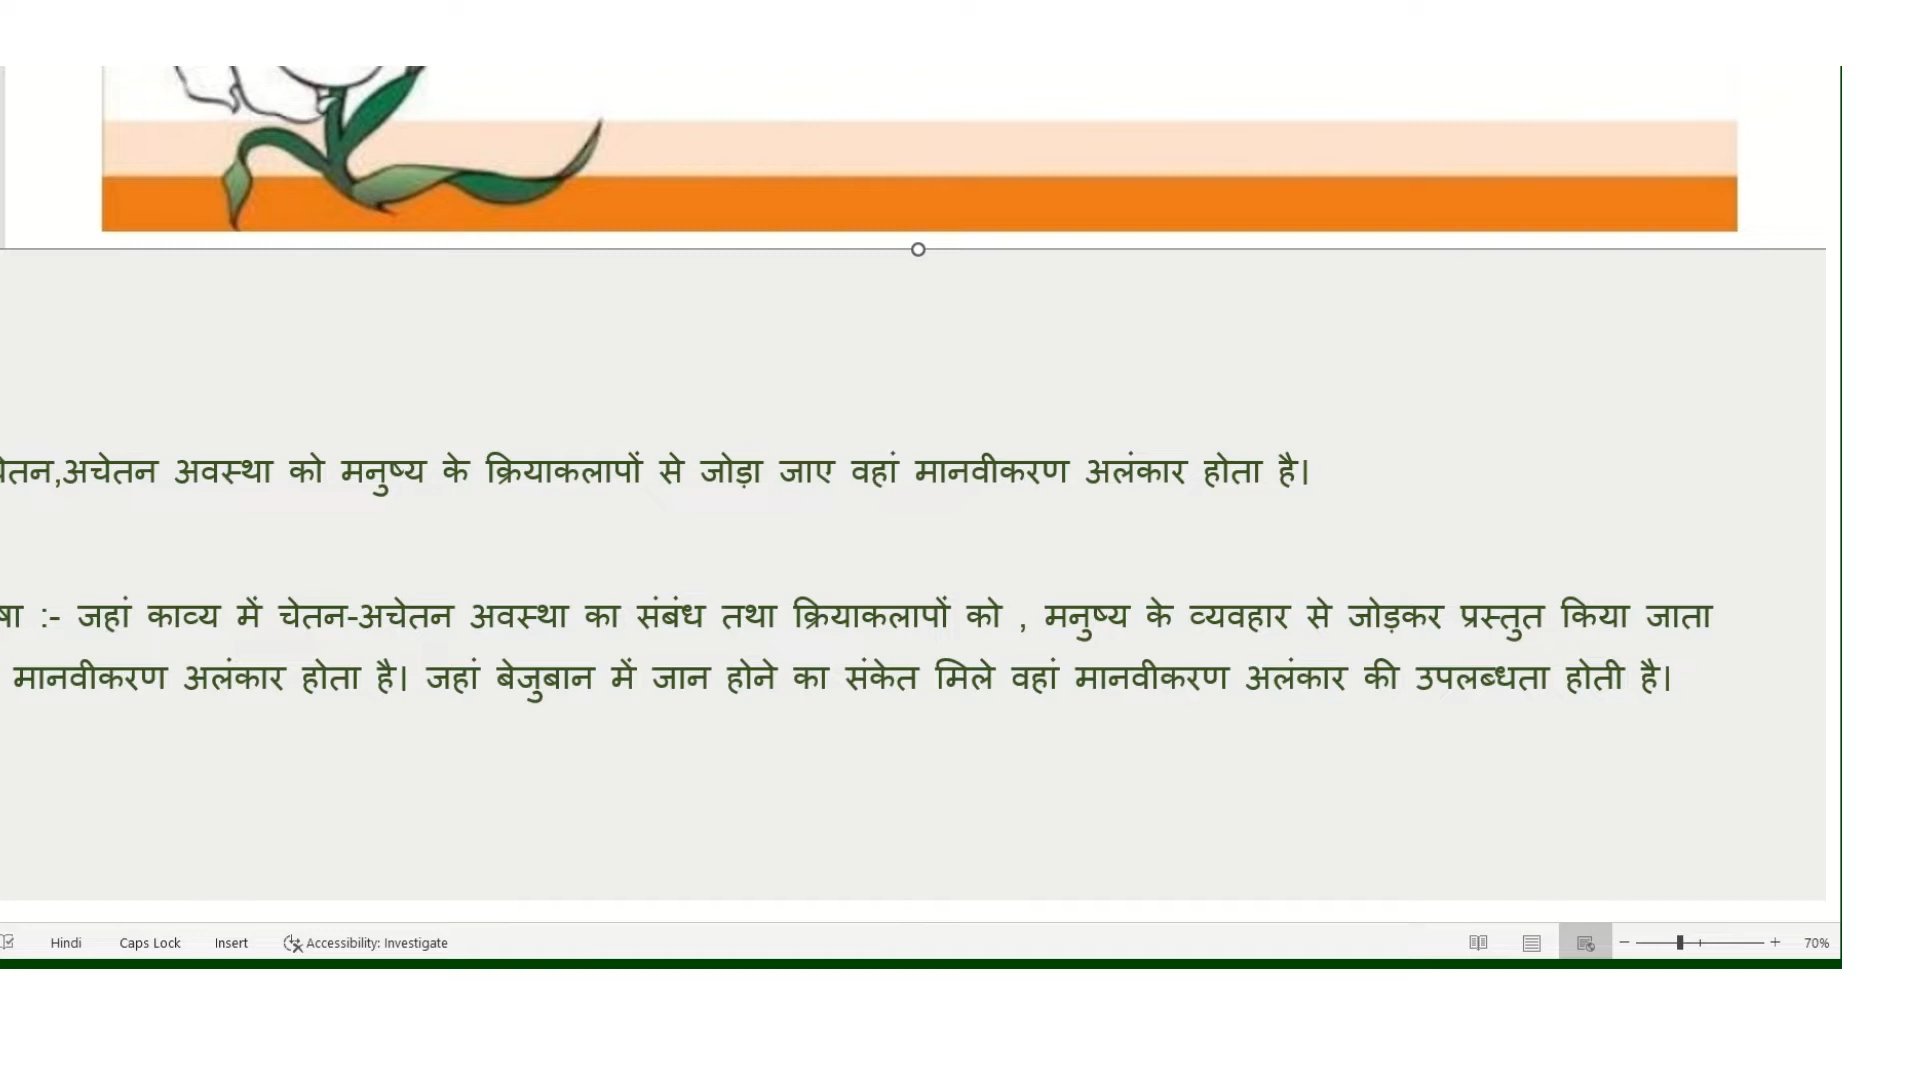 चेतन,अचेतन अवस्था को मनुष्य के क्रियाकलापों से जोड़ा जाए वहां मानवीकरण अलंकार होता है।
:- जहां काव्य में चेतन-अचेतन अवस्था का संबंध तथा क्रियाकलापों को , मनुष्य के व्यवहार से जोड़कर प्रस्तुत किया जाता
मानवीकरण अलंकार होता है। जहां बेजुबान में जान होने का संकेत मिले वहां मानवीकरण अलंकार की उपलब्धता होती है।
Hindi Caps Lock Insert Accessibility: Investigate 70%